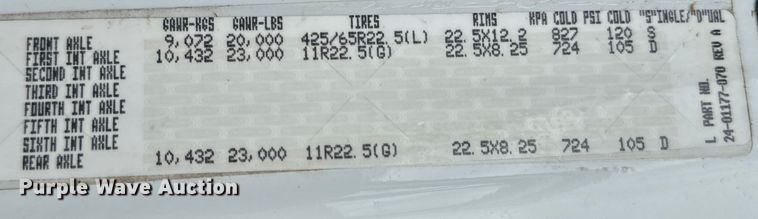 GAWR-KGS GAWR-LBS TIRES RIMS KPA COLD PSI COLD "S"INGLE/"D"UAL
FRONT AXLE 9,072 20,000 425/65R22.5(L) 22.5X12.2 827 120 S
FIRST INT AXLE 10,432 23,000 11R22.5(G) 22.5X8.25 724 105 D
SECOND INT AXLE
THIRD INT AXLE
FOURTH INT AXLE
FIFTH INT AXLE
SIXTH INT AXLE
REAR AXLE 10,432 23,000 11R22.5(G) 22.5X8.25 724 105 D
L PART NO.
24-01177-070 REV A
Purple Wave Auction